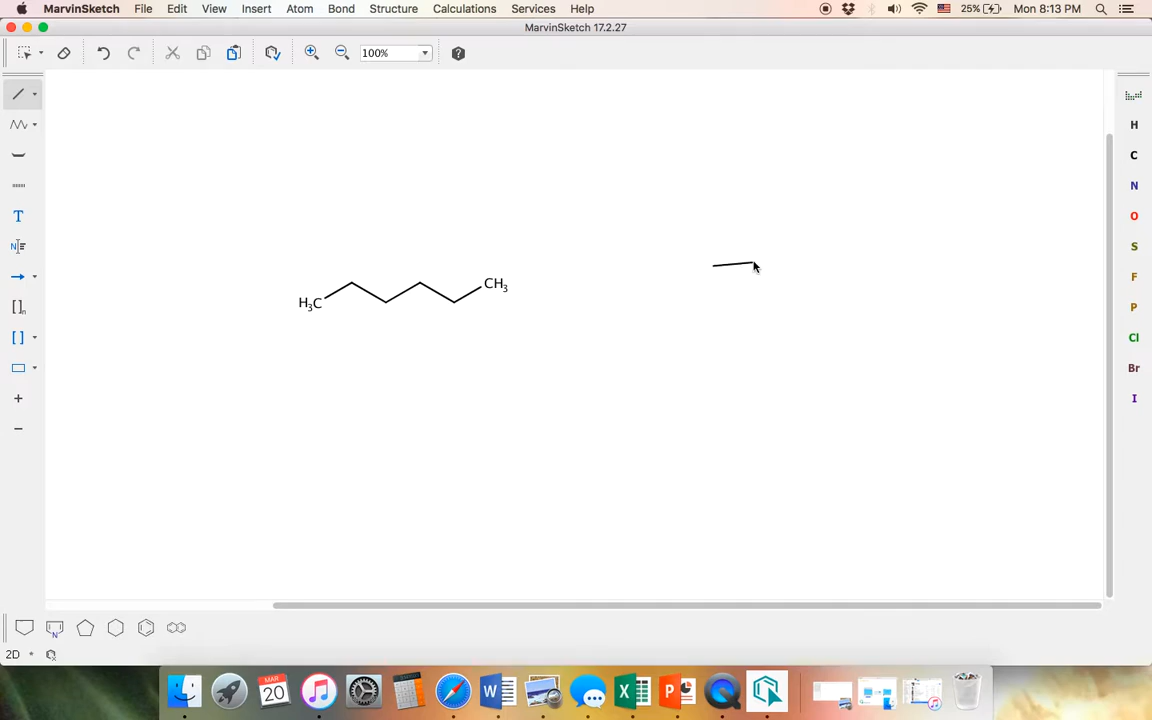 MarvinSketch File Edit View Insert Atom Bond Structure Calculations Services Help 25% Mon 8:13 PM
MarvinSketch 17.2.27
100% ?
H
C
N
T O
N S
F
n P
Cl
Br
I
H3C CH3
N
2D *
MAR
20 W X P